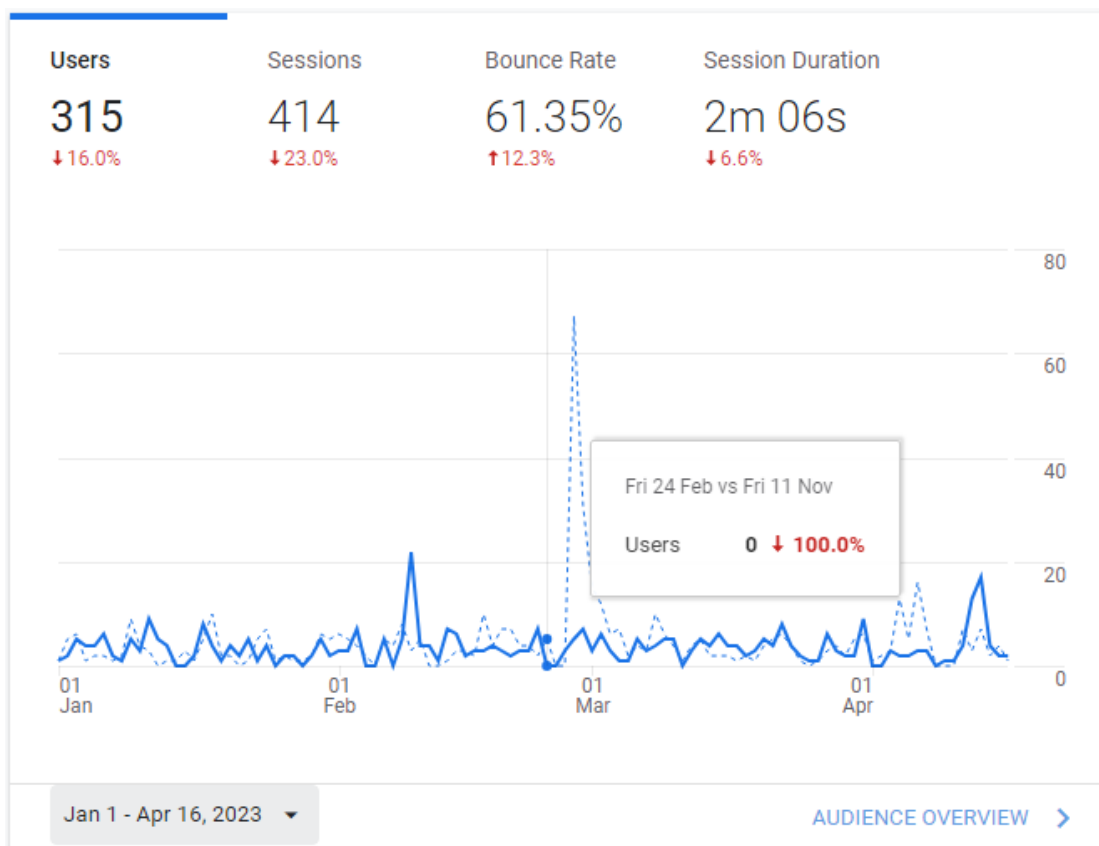 Users Sessions Bounce Rate Session Duration
315 414 61.35% 2m 06s
↓16.0% ↓23.0% ↑12.3% ↓6.6%
80
60
40
20
0
Fri 24 Feb vs Fri 11 Nov
Users 0 ↓ 100.0%
01 01 01 01
Jan Feb Mar Apr
Jan 1 - Apr 16, 2023
AUDIENCE OVERVIEW